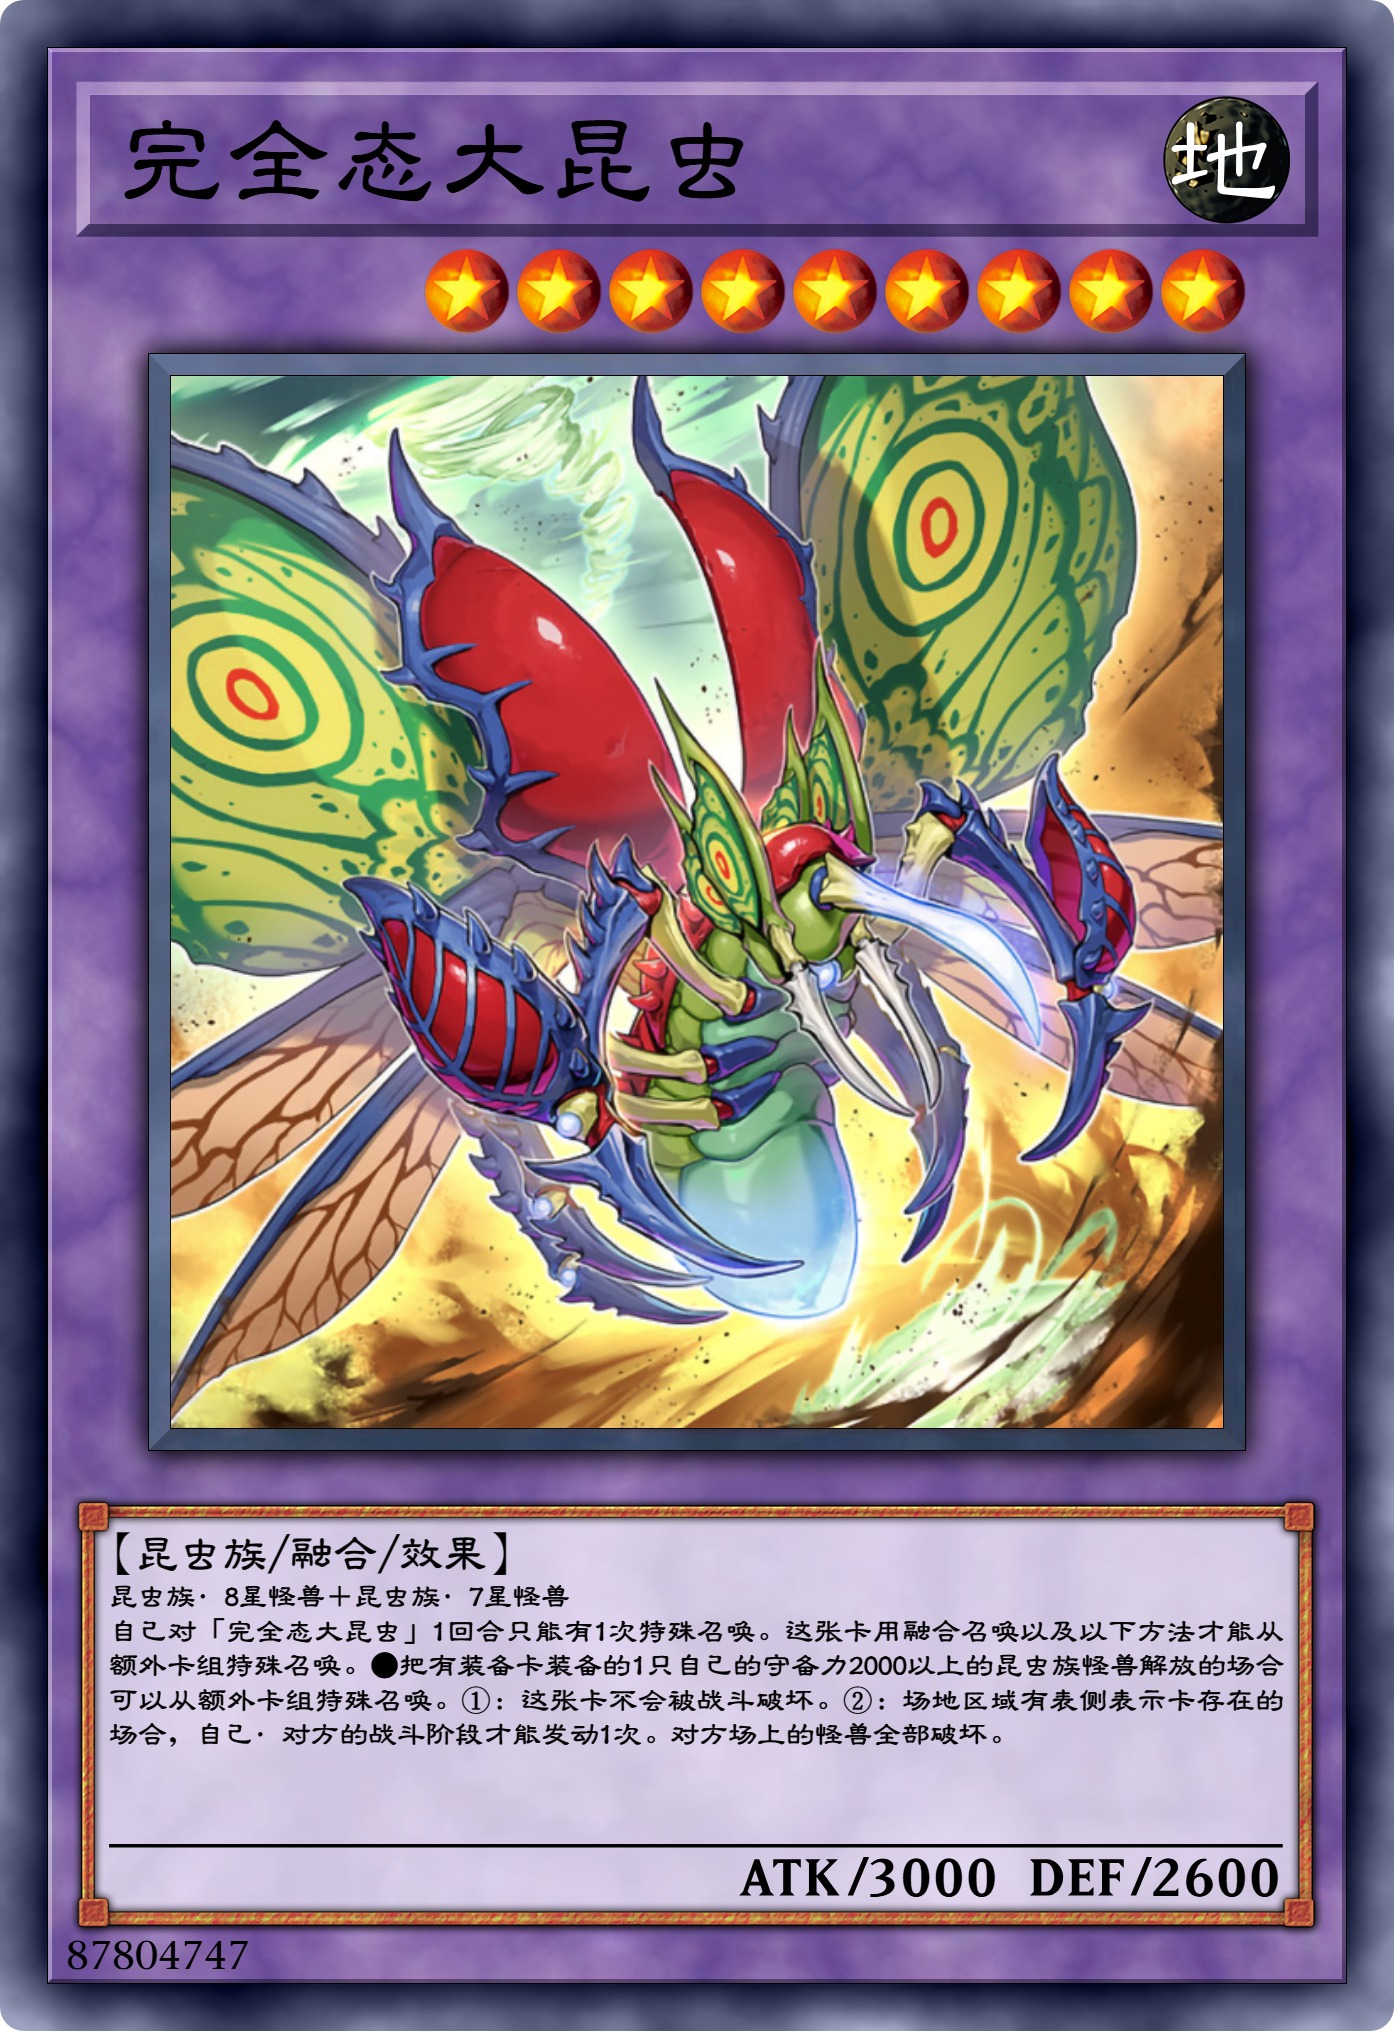 完全态大昆虫
地
【昆虫族/融合/效果】
昆虫族·8星怪兽＋昆虫族·7星怪兽
自己对「完全态大昆虫」1回合只能有1次特殊召唤。这张卡用融合召唤以及以下方法才能从
额外卡组特殊召唤。●把有装备卡装备的1只自己的守备力2000以上的昆虫族怪兽解放的场合
可以从额外卡组特殊召唤。①：这张卡不会被战斗破坏。②：场地区域有表侧表示卡存在的
场合，自己·对方的战斗阶段才能发动1次。对方场上的怪兽全部破坏。
ATK/3000 DEF/2600
87804747